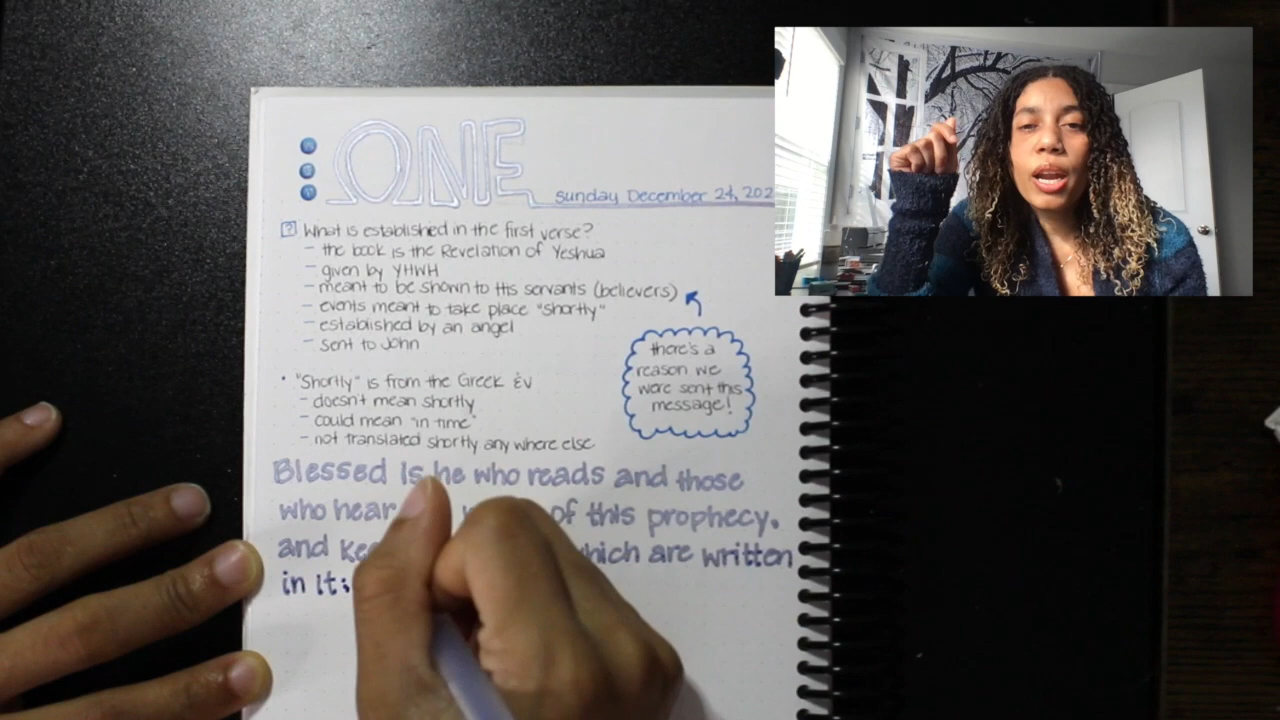 ONE
sunday December 24, 202
? What is established in the first verse?
- the book is the Revelation of Yeshua
- given by YHWH
- meant to be shown to His servants (believers)
- events meant to take place "shortly"
- established by an angel
- sent to John
there's a
reason we
were sent this
message!
• "Shortly" is from the Greek ἐν
- doesn't mean shortly
- could mean "in time"
- not translated shortly any where else
Blessed is he who reads and those
who hear of this prophecy.
and which are written
in it: